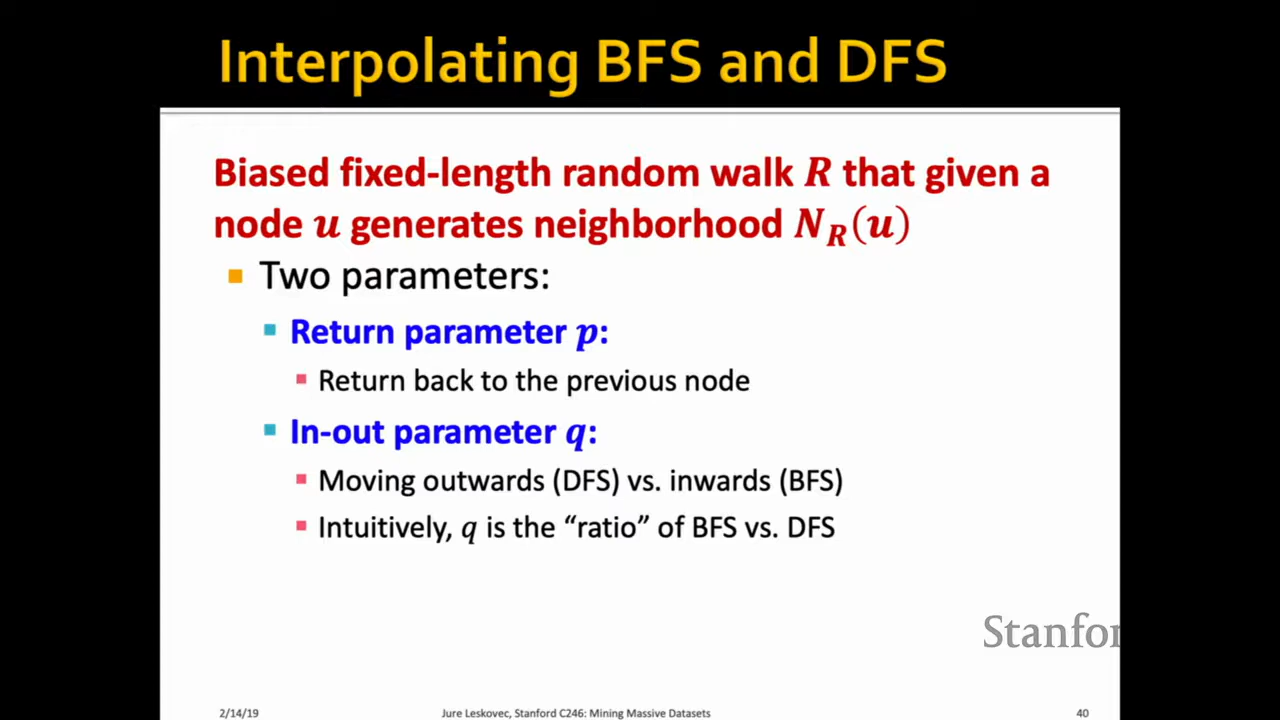 Interpolating BFS and DFS
Biased fixed-length random walk R that given a
node u generates neighborhood N_R(u)
Two parameters:
Return parameter p:
Return back to the previous node
In-out parameter q:
Moving outwards (DFS) vs. inwards (BFS)
Intuitively, q is the “ratio” of BFS vs. DFS
Stanfor
2/14/19
Jure Leskovec, Stanford C246: Mining Massive Datasets
40